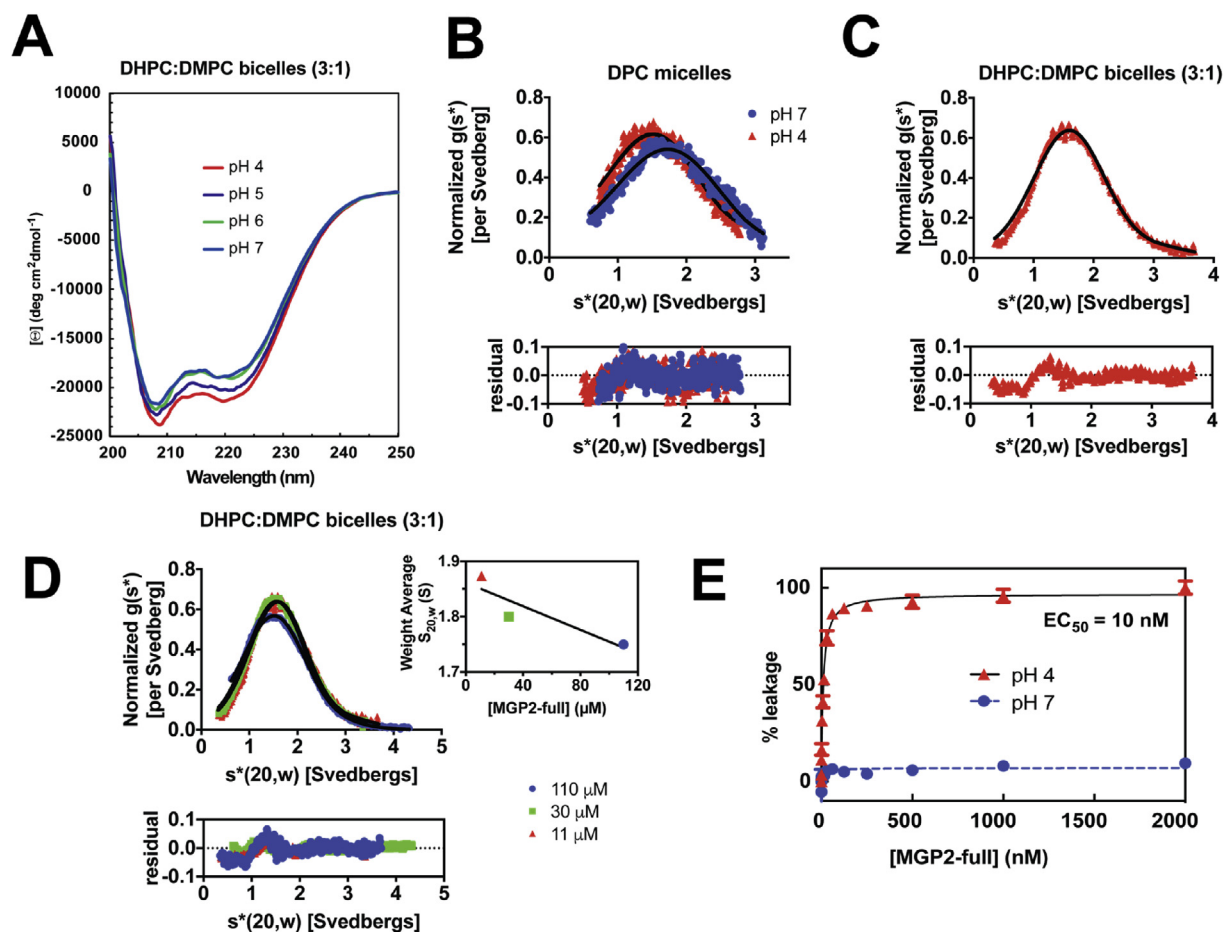 A
DHPC:DMPC bicelles (3:1)
10000
5000
0
-5000
-10000
-15000
-20000
-25000
[Θ] (deg cm2dmol-1)
pH 4
pH 5
pH 6
pH 7
200 210 220 230 240 250
Wavelength (nm)
B
DPC micelles
Normalized g(s*)
[per Svedberg]
0.8
0.6
0.4
0.2
0.0
pH 7
pH 4
0 1 2 3
s*(20,w) [Svedbergs]
residual
0.1
0.0
-0.1
0 1 2 3
s*(20,w) [Svedbergs]
C
DHPC:DMPC bicelles (3:1)
Normalized g(s*)
[per Svedberg]
0.8
0.6
0.4
0.2
0.0
0 1 2 3 4
s*(20,w) [Svedbergs]
residual
0.1
0.0
-0.1
0 1 2 3 4
s*(20,w) [Svedbergs]
D
DHPC:DMPC bicelles (3:1)
Normalized g(s*)
[per Svedberg]
0.8
0.6
0.4
0.2
0.0
0 1 2 3 4 5
s*(20,w) [Svedbergs]
Weight Average
S20,w (S)
1.9
1.8
1.7
0 40 80 120
[MGP2-full] (µM)
110 µM
30 µM
11 µM
residual
0.1
0.0
-0.1
0 1 2 3 4 5
s*(20,w) [Svedbergs]
E
% leakage
100
50
0
EC50 = 10 nM
pH 4
pH 7
0 500 1000 1500 2000
[MGP2-full] (nM)